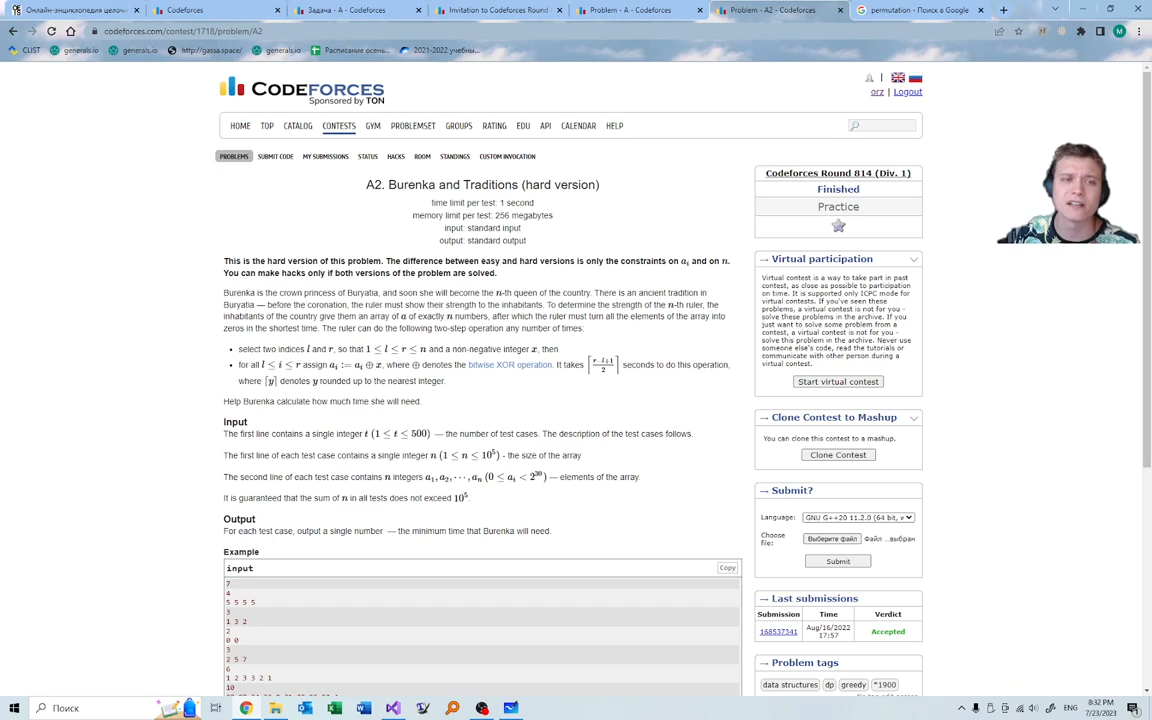 Онлайн-энциклопедия целочи
Codeforces
Задача - A - Codeforces
Invitation to Codeforces Round
Problem - A - Codeforces
Problem - A2 - Codeforces
permutation - Поиск в Google
codeforces.com/contest/1718/problem/A2
CLIST
generals.io
generals.io
http://gassa.space/
generals.io
Расписание осень...
2021-2022 учебны...
CODEFORCES
Sponsored by TON
orz | Logout
HOME TOP CATALOG CONTESTS GYM PROBLEMSET GROUPS RATING EDU API CALENDAR HELP
PROBLEMS SUBMIT CODE MY SUBMISSIONS STATUS HACKS ROOM STANDINGS CUSTOM INVOCATION
A2. Burenka and Traditions (hard version)
time limit per test: 1 second
memory limit per test: 256 megabytes
input: standard input
output: standard output
This is the hard version of this problem. The difference between easy and hard versions is only the constraints on a_i and on n.
You can make hacks only if both versions of the problem are solved.
Burenka is the crown princess of Buryatia, and soon she will become the n-th queen of the country. There is an ancient tradition in
Buryatia — before the coronation, the ruler must show their strength to the inhabitants. To determine the strength of the n-th ruler, the
inhabitants of the country give them an array of a of exactly n numbers, after which the ruler must turn all the elements of the array into
zeros in the shortest time. The ruler can do the following two-step operation any number of times:
• select two indices l and r, so that 1 ≤ l ≤ r ≤ n and a non-negative integer x, then
• for all l ≤ i ≤ r assign a_i := a_i ⊕ x, where ⊕ denotes the bitwise XOR operation. It takes ⌈(r−l+1)/2⌉ seconds to do this operation,
where ⌈y⌉ denotes y rounded up to the nearest integer.
Help Burenka calculate how much time she will need.
Input
The first line contains a single integer t (1 ≤ t ≤ 500) — the number of test cases. The description of the test cases follows.
The first line of each test case contains a single integer n (1 ≤ n ≤ 10^5) - the size of the array
The second line of each test case contains n integers a_1, a_2, ⋯, a_n (0 ≤ a_i < 2^30) — elements of the array.
It is guaranteed that the sum of n in all tests does not exceed 10^5.
Output
For each test case, output a single number — the minimum time that Burenka will need.
Example
input
Copy
7
4
5 5 5 5
3
1 3 2
2
0 0
3
2 5 7
6
1 2 3 3 2 1
10
Codeforces Round 814 (Div. 1)
Finished
Practice
→ Virtual participation
Virtual contest is a way to take part in past
contest, as close as possible to participation
on time. It is supported only ICPC mode for
virtual contests. If you've seen these
problems, a virtual contest is not for you -
solve these problems in the archive. If you
just want to solve some problem from a
contest, a virtual contest is not for you -
solve this problem in the archive. Never use
someone else's code, read the tutorials or
communicate with other person during a
virtual contest.
Start virtual contest
→ Clone Contest to Mashup
You can clone this contest to a mashup.
Clone Contest
→ Submit?
Language:
GNU G++20 11.2.0 (64 bit, v
Choose
file:
Выберите файл
Файл ...выбран
Submit
→ Last submissions
Submission Time Verdict
168537341
Aug/16/2022
17:57
Accepted
→ Problem tags
data structures dp greedy *1900
Поиск
ENG
8:32 PM
7/23/2023